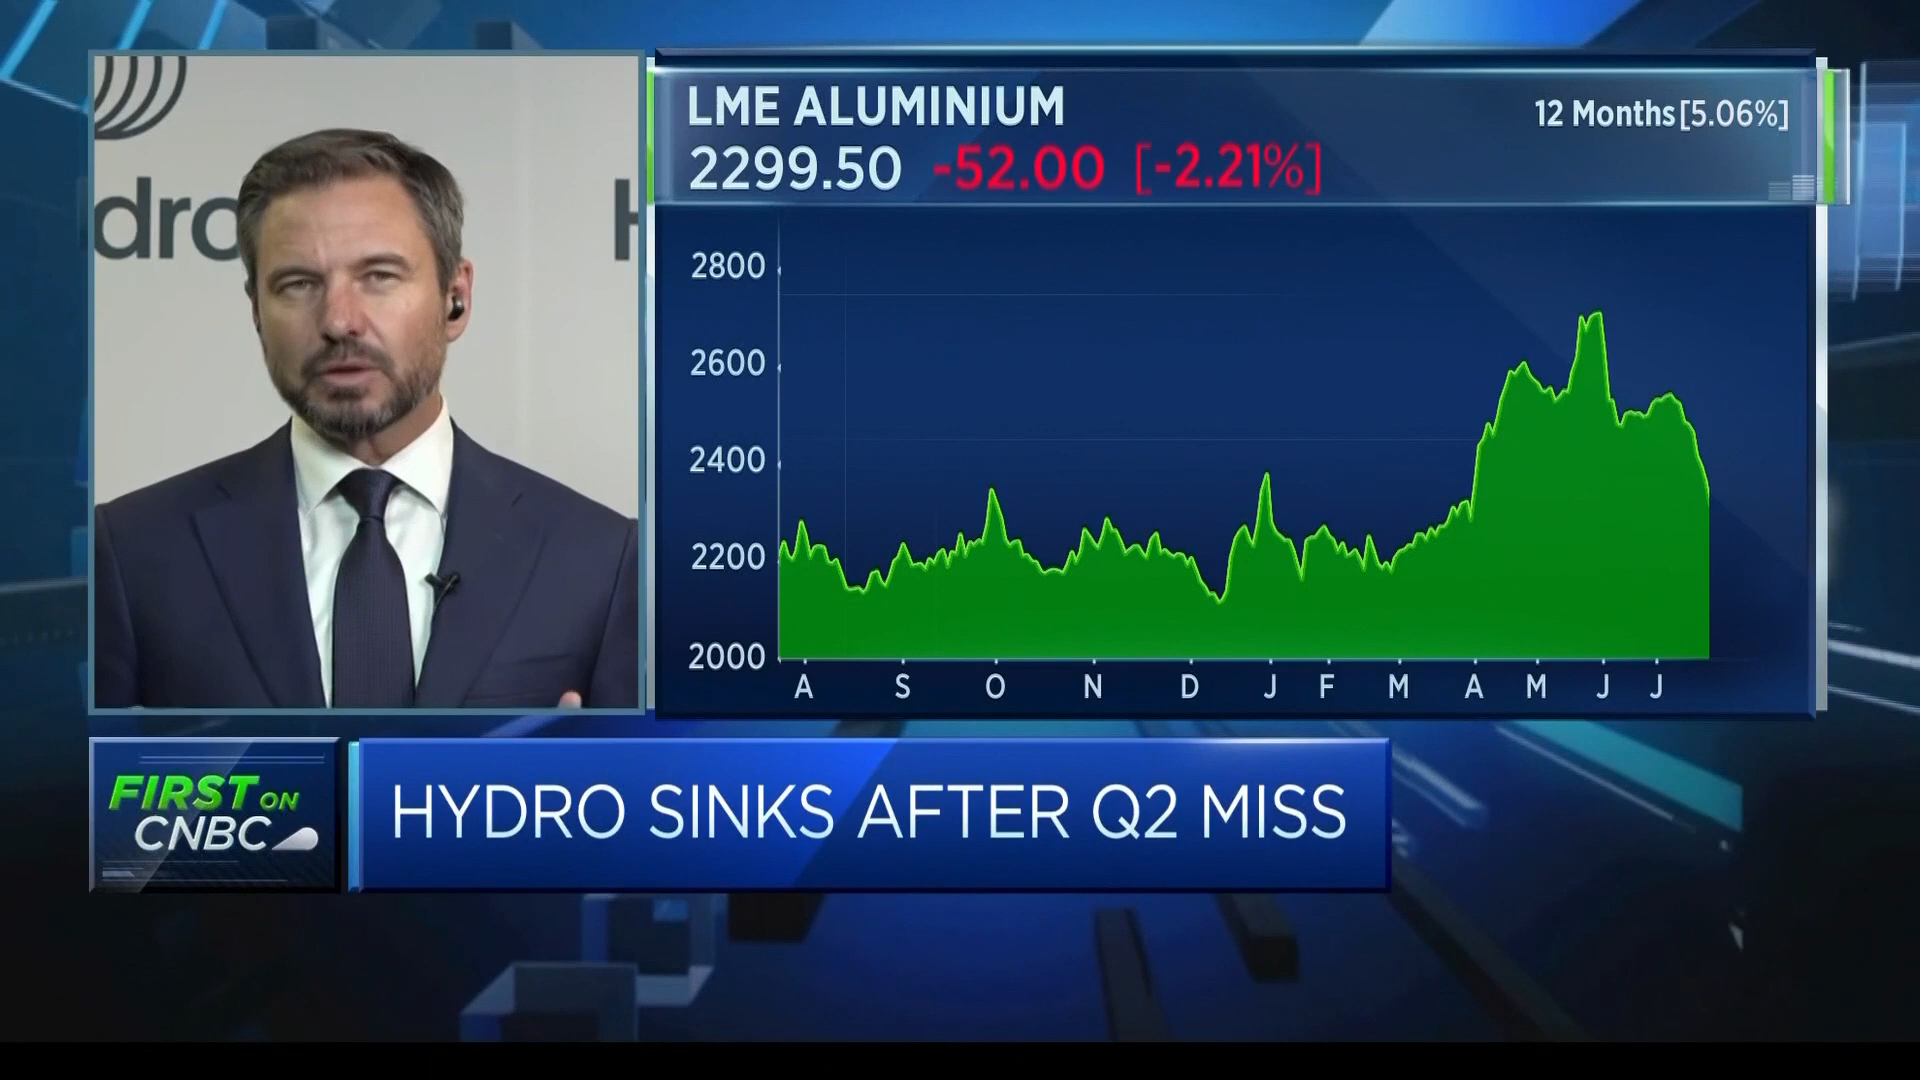 dro
H
LME ALUMINIUM
12 Months[5.06%]
2299.50 -52.00 [-2.21%]
2800
2600
2400
2200
2000
A S O N D J F M A M J J
FIRST ON
CNBC
HYDRO SINKS AFTER Q2 MISS